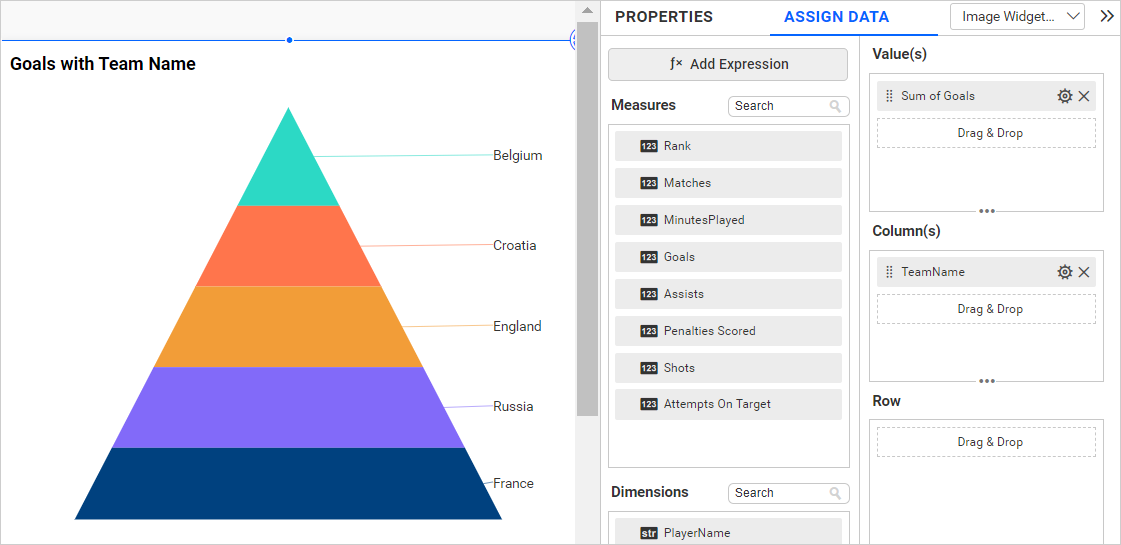 PROPERTIES
ASSIGN DATA
Image Widget...
Goals with Team Name
Belgium
Croatia
England
Russia
France
ƒx Add Expression
Measures
Search
123 Rank
123 Matches
123 MinutesPlayed
123 Goals
123 Assists
123 Penalties Scored
123 Shots
123 Attempts On Target
Dimensions
Search
str PlayerName
Value(s)
Sum of Goals
Drag & Drop
Column(s)
TeamName
Drag & Drop
Row
Drag & Drop